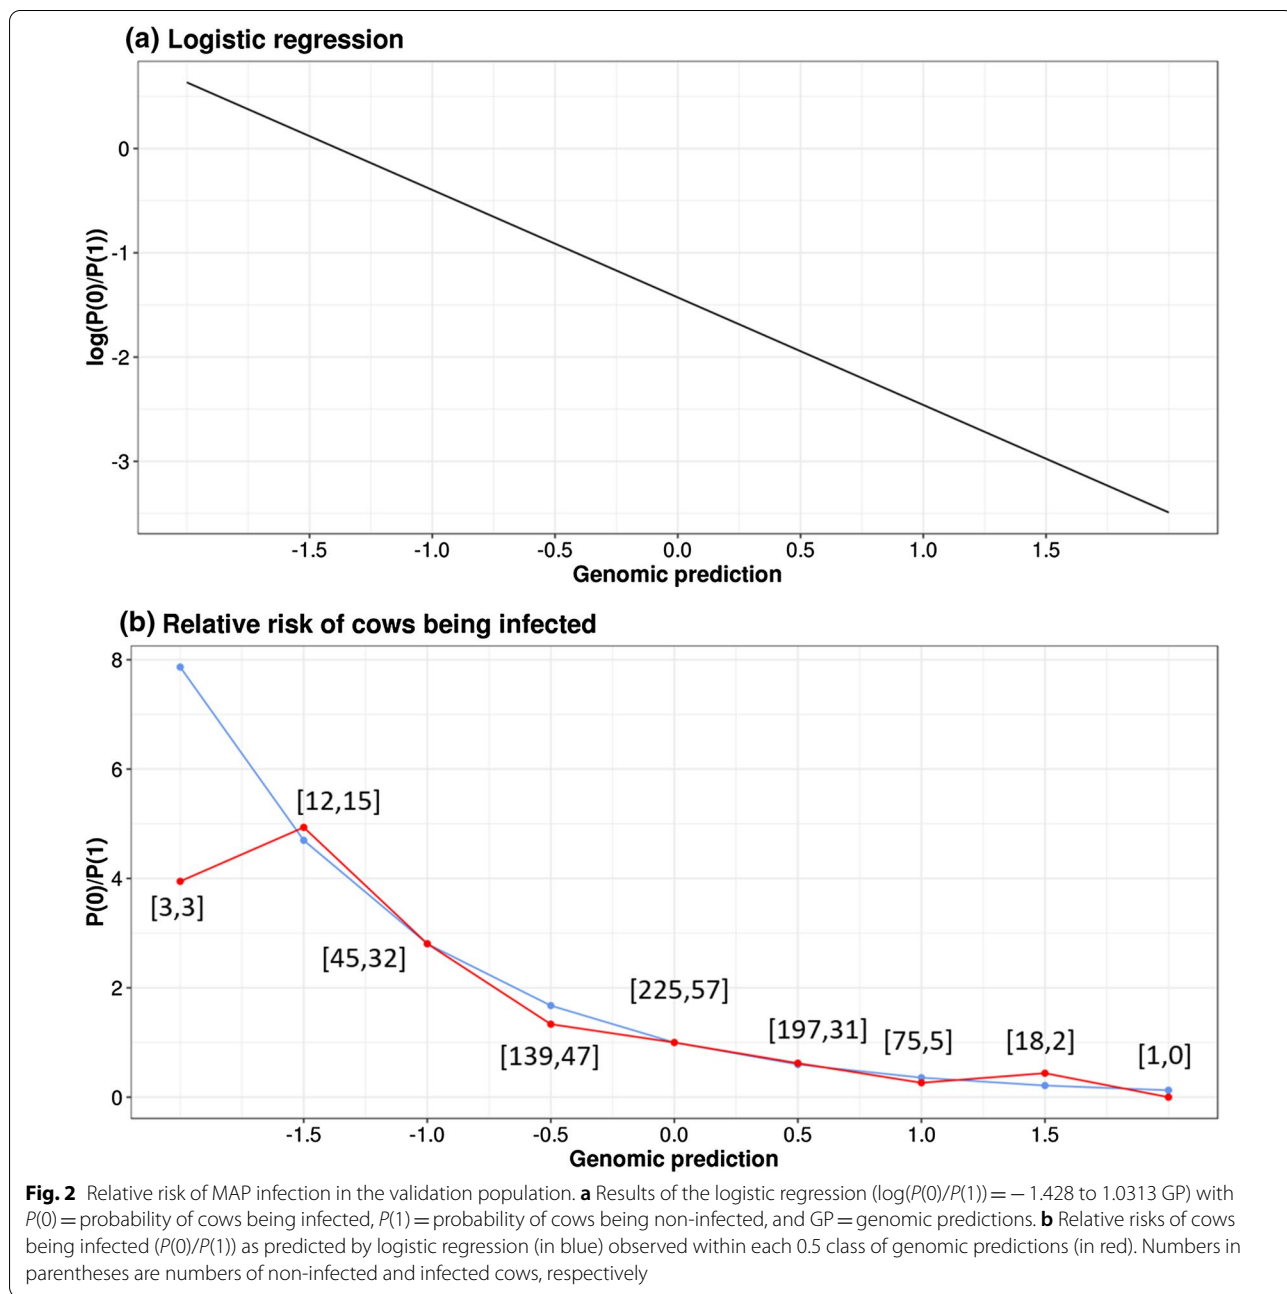 (a) Logistic regression
0
-1
-2
-3
log(P(0)/P(1))
-1.5 -1.0 -0.5 0.0 0.5 1.0 1.5
Genomic prediction
(b) Relative risk of cows being infected
8
6
4
2
0
P(0)/P(1)
[12,15]
[3,3]
[45,32]
[225,57]
[139,47]
[197,31]
[75,5]
[18,2]
[1,0]
-1.5 -1.0 -0.5 0.0 0.5 1.0 1.5
Genomic prediction
Fig. 2 Relative risk of MAP infection in the validation population. a Results of the logistic regression (log(P(0)/P(1)) = − 1.428 to 1.0313 GP) with
P(0) = probability of cows being infected, P(1) = probability of cows being non-infected, and GP = genomic predictions. b Relative risks of cows
being infected (P(0)/P(1)) as predicted by logistic regression (in blue) observed within each 0.5 class of genomic predictions (in red). Numbers in
parentheses are numbers of non-infected and infected cows, respectively